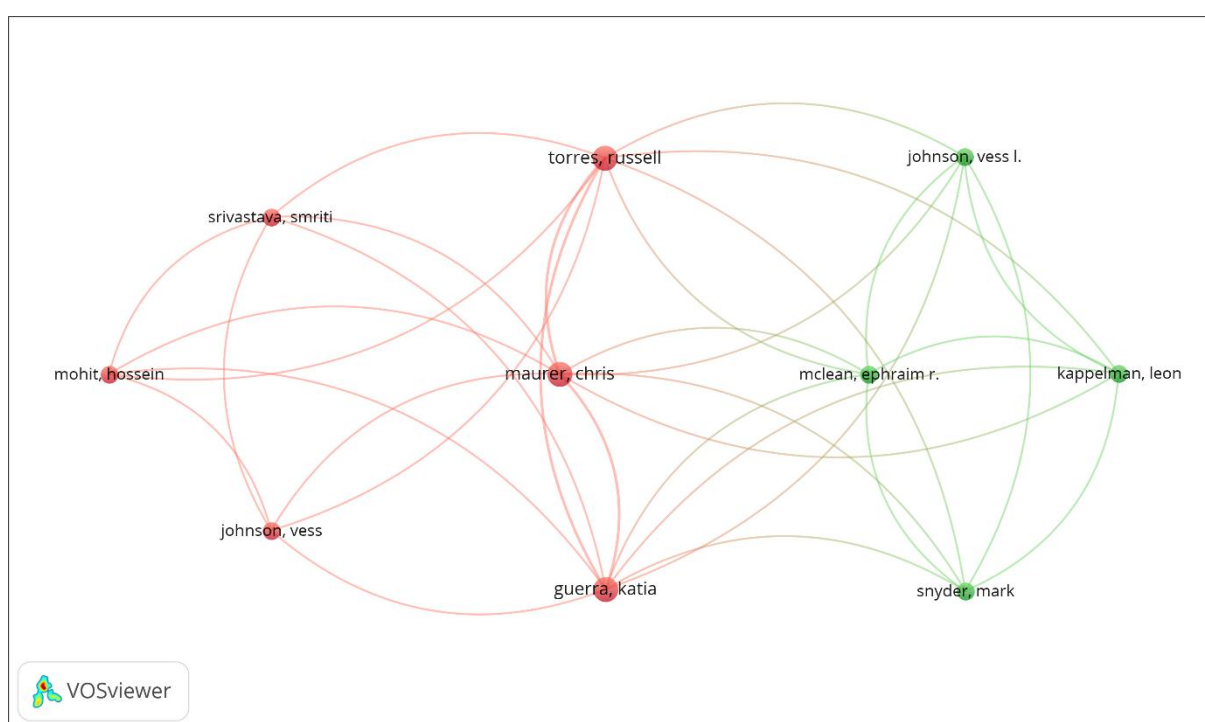 torres, russell
johnson, vess l.
srivastava, smriti
mohit, hossein
maurer, chris
mclean, ephraim r.
kappelman, leon
johnson, vess
guerra, katia
snyder, mark
VOSviewer